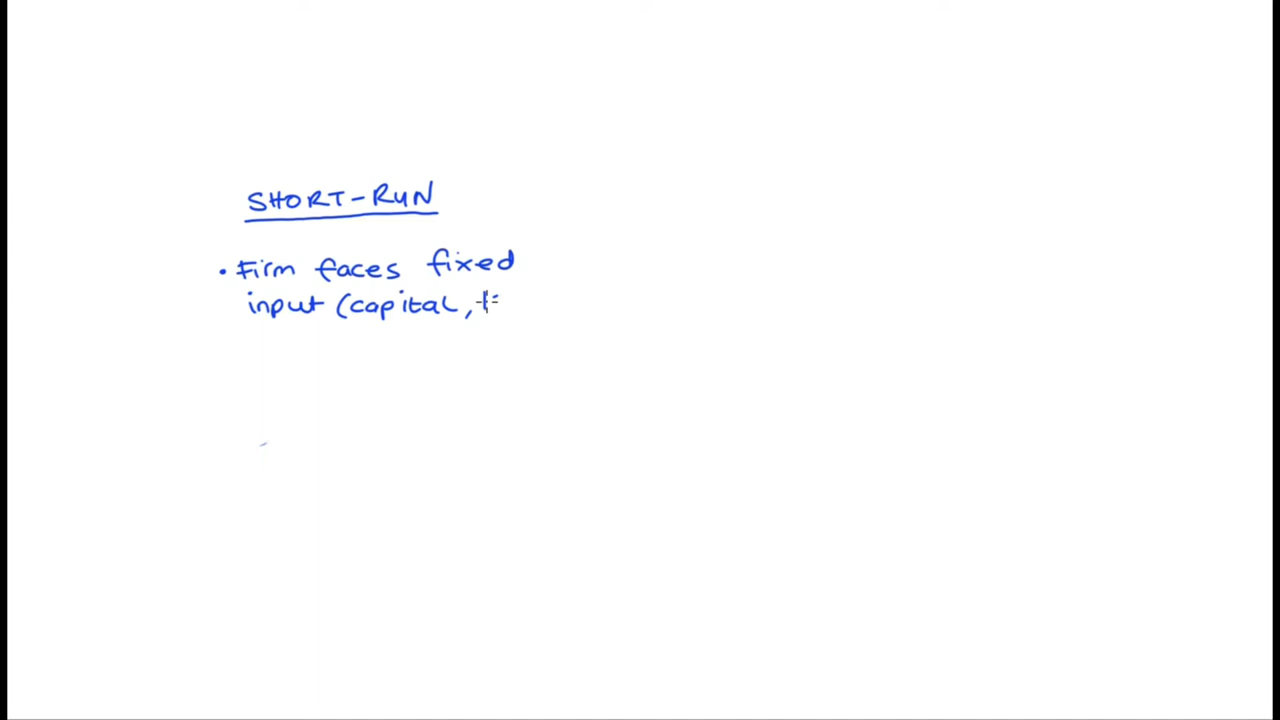 SHORT-RUN
• Firm faces fixed
input (capital,